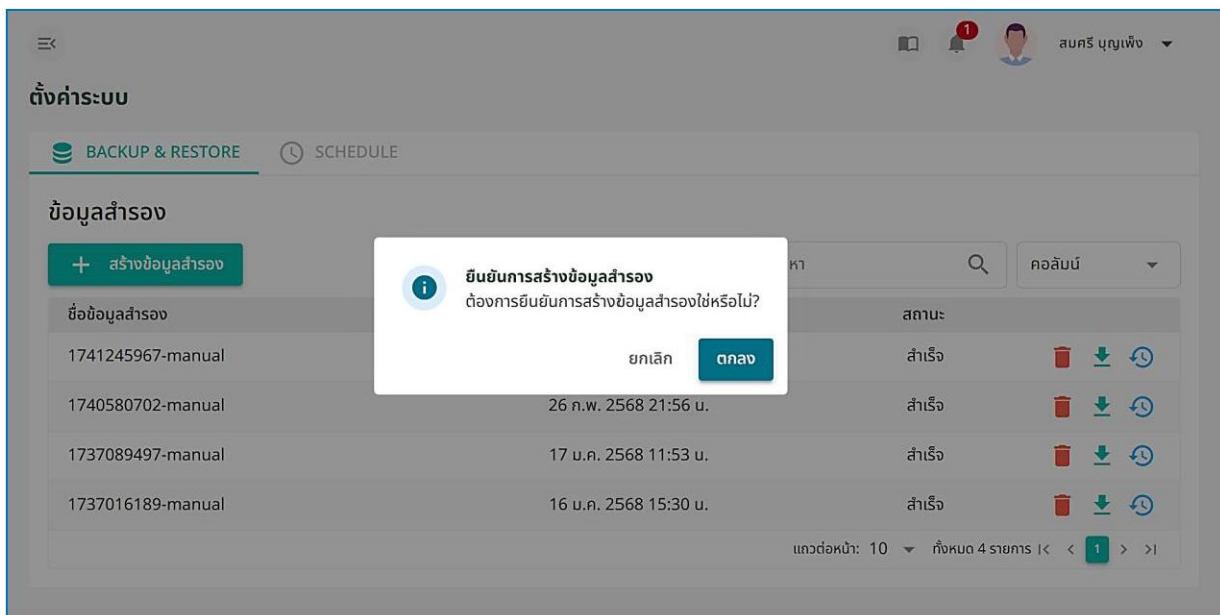 1
สมศรี บุญเพ็ง
ตั้งค่าระบบ
BACKUP & RESTORE
SCHEDULE
ข้อมูลสำรอง
สร้างข้อมูลสำรอง
หา
คอลัมน์
ยืนยันการสร้างข้อมูลสำรอง
ต้องการยืนยันการสร้างข้อมูลสำรองใช่หรือไม่?
ยกเลิก
ตกลง
ชื่อข้อมูลสำรอง
สถานะ
1741245967-manual
สำเร็จ
1740580702-manual
26 ก.พ. 2568 21:56 น.
สำเร็จ
1737089497-manual
17 ม.ค. 2568 11:53 น.
สำเร็จ
1737016189-manual
16 ม.ค. 2568 15:30 น.
สำเร็จ
แถวต่อหน้า: 10
ทั้งหมด 4 รายการ
1